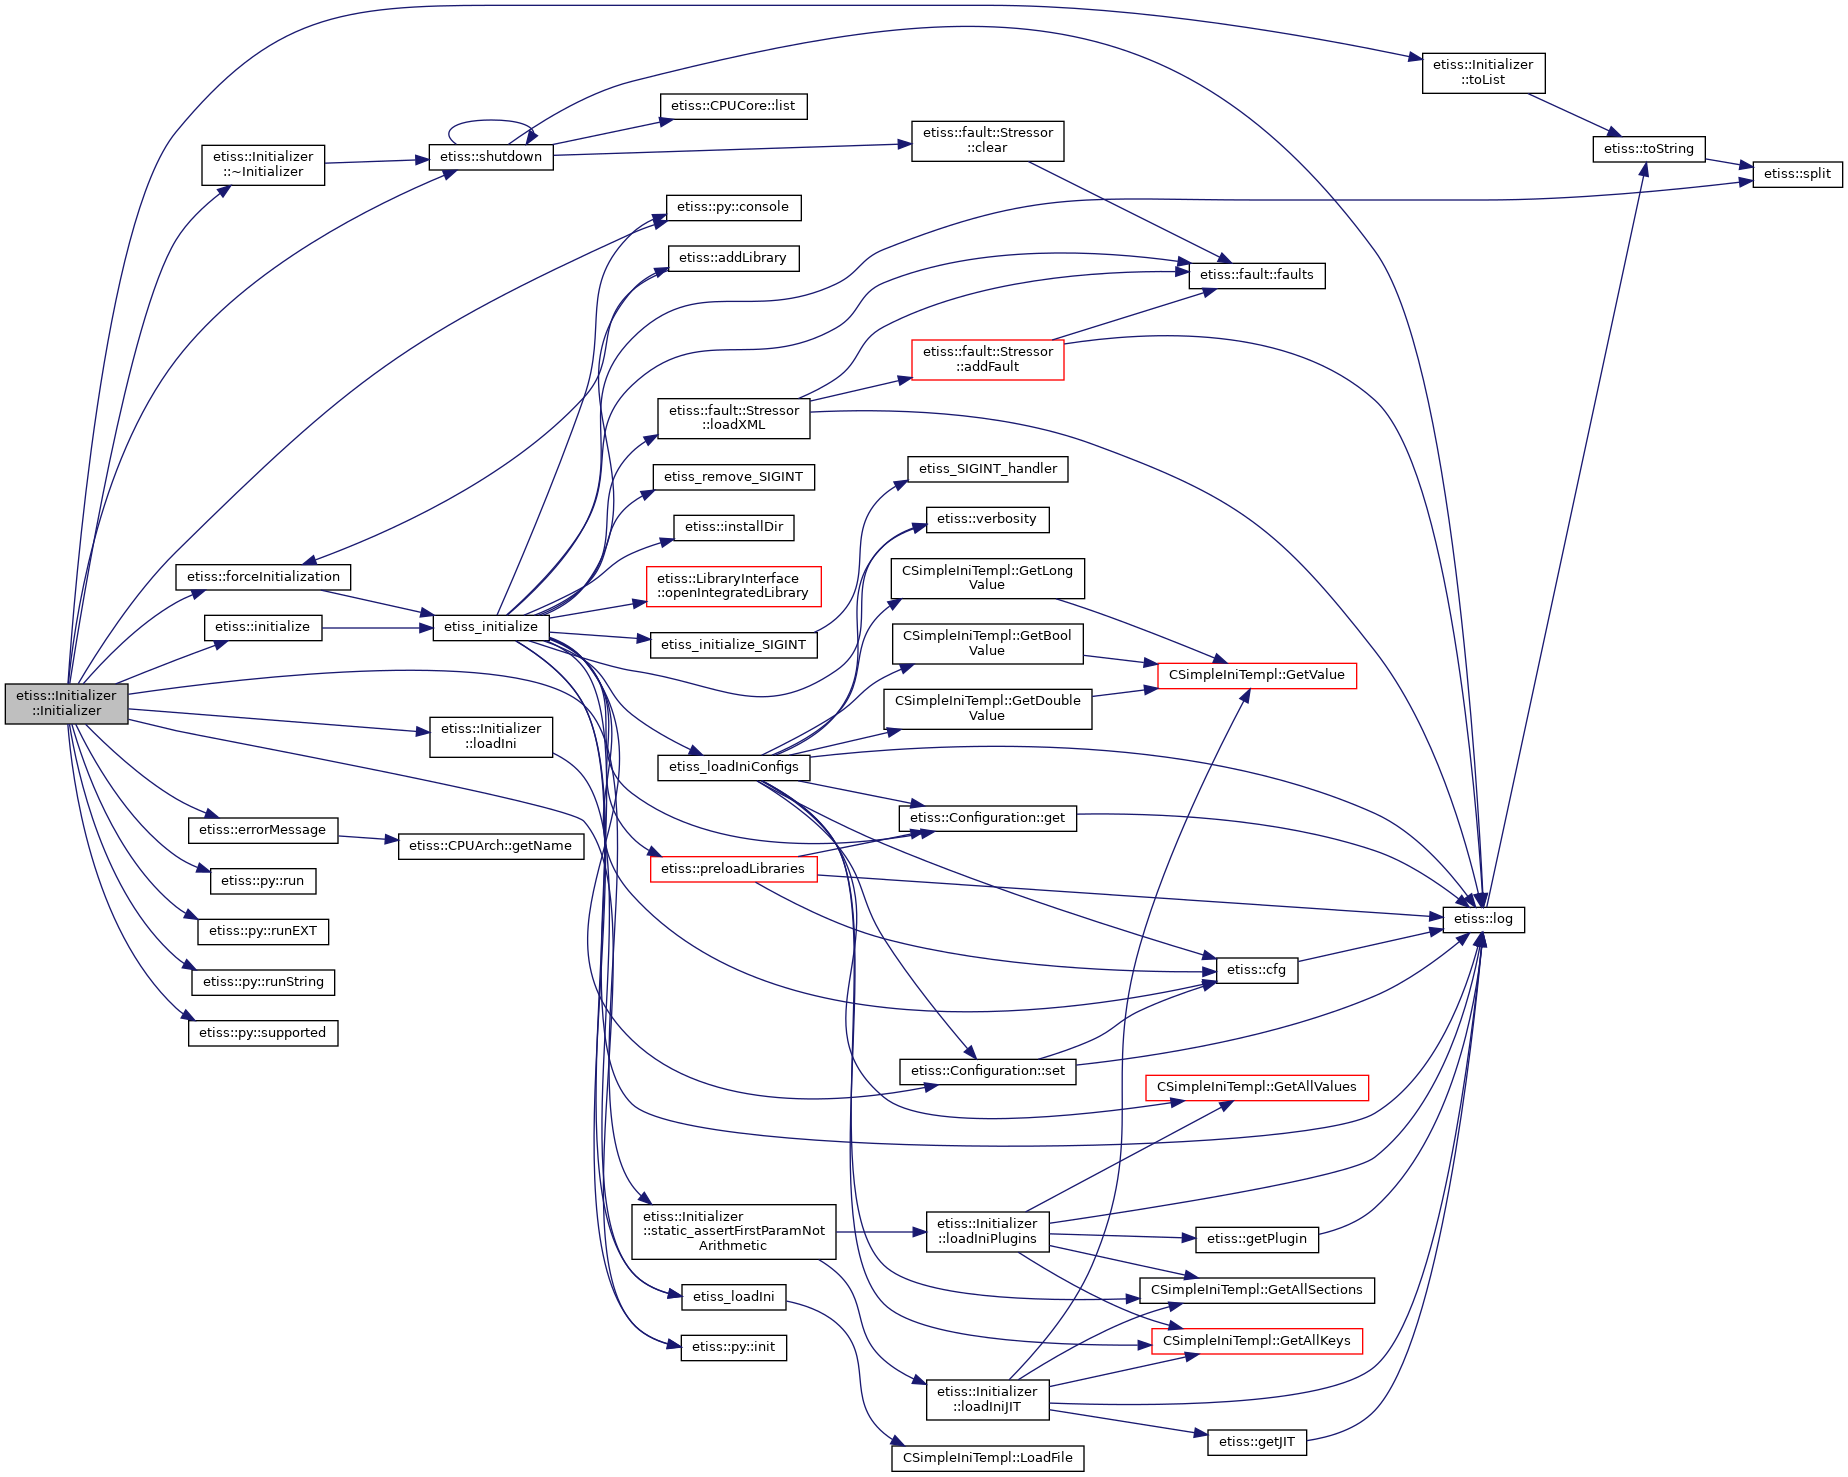 etiss::Initializer
::toList
etiss::CPUCore::list
etiss::fault::Stressor
::clear
etiss::toString
etiss::Initializer
::~Initializer
etiss::shutdown
etiss::split
etiss::py::console
etiss::addLibrary
etiss::fault::faults
etiss::fault::Stressor
::addFault
etiss::fault::Stressor
::loadXML
etiss_SIGINT_handler
etiss_remove_SIGINT
etiss::verbosity
etiss::installDir
etiss::forceInitialization
etiss::LibraryInterface
::openIntegratedLibrary
CSimpleIniTempl::GetLong
Value
etiss::initialize
etiss_initialize
etiss_initialize_SIGINT
CSimpleIniTempl::GetBool
Value
CSimpleIniTempl::GetValue
etiss::Initializer
::Initializer
CSimpleIniTempl::GetDouble
Value
etiss::Initializer
::loadIni
etiss_loadIniConfigs
etiss::Configuration::get
etiss::errorMessage
etiss::CPUArch::getName
etiss::preloadLibraries
etiss::py::run
etiss::log
etiss::py::runEXT
etiss::cfg
etiss::py::runString
etiss::py::supported
etiss::Configuration::set
CSimpleIniTempl::GetAllValues
etiss::Initializer
::static_assertFirstParamNot
Arithmetic
etiss::Initializer
::loadIniPlugins
etiss::getPlugin
CSimpleIniTempl::GetAllSections
etiss_loadIni
CSimpleIniTempl::GetAllKeys
etiss::py::init
etiss::Initializer
::loadIniJIT
etiss::getJIT
CSimpleIniTempl::LoadFile